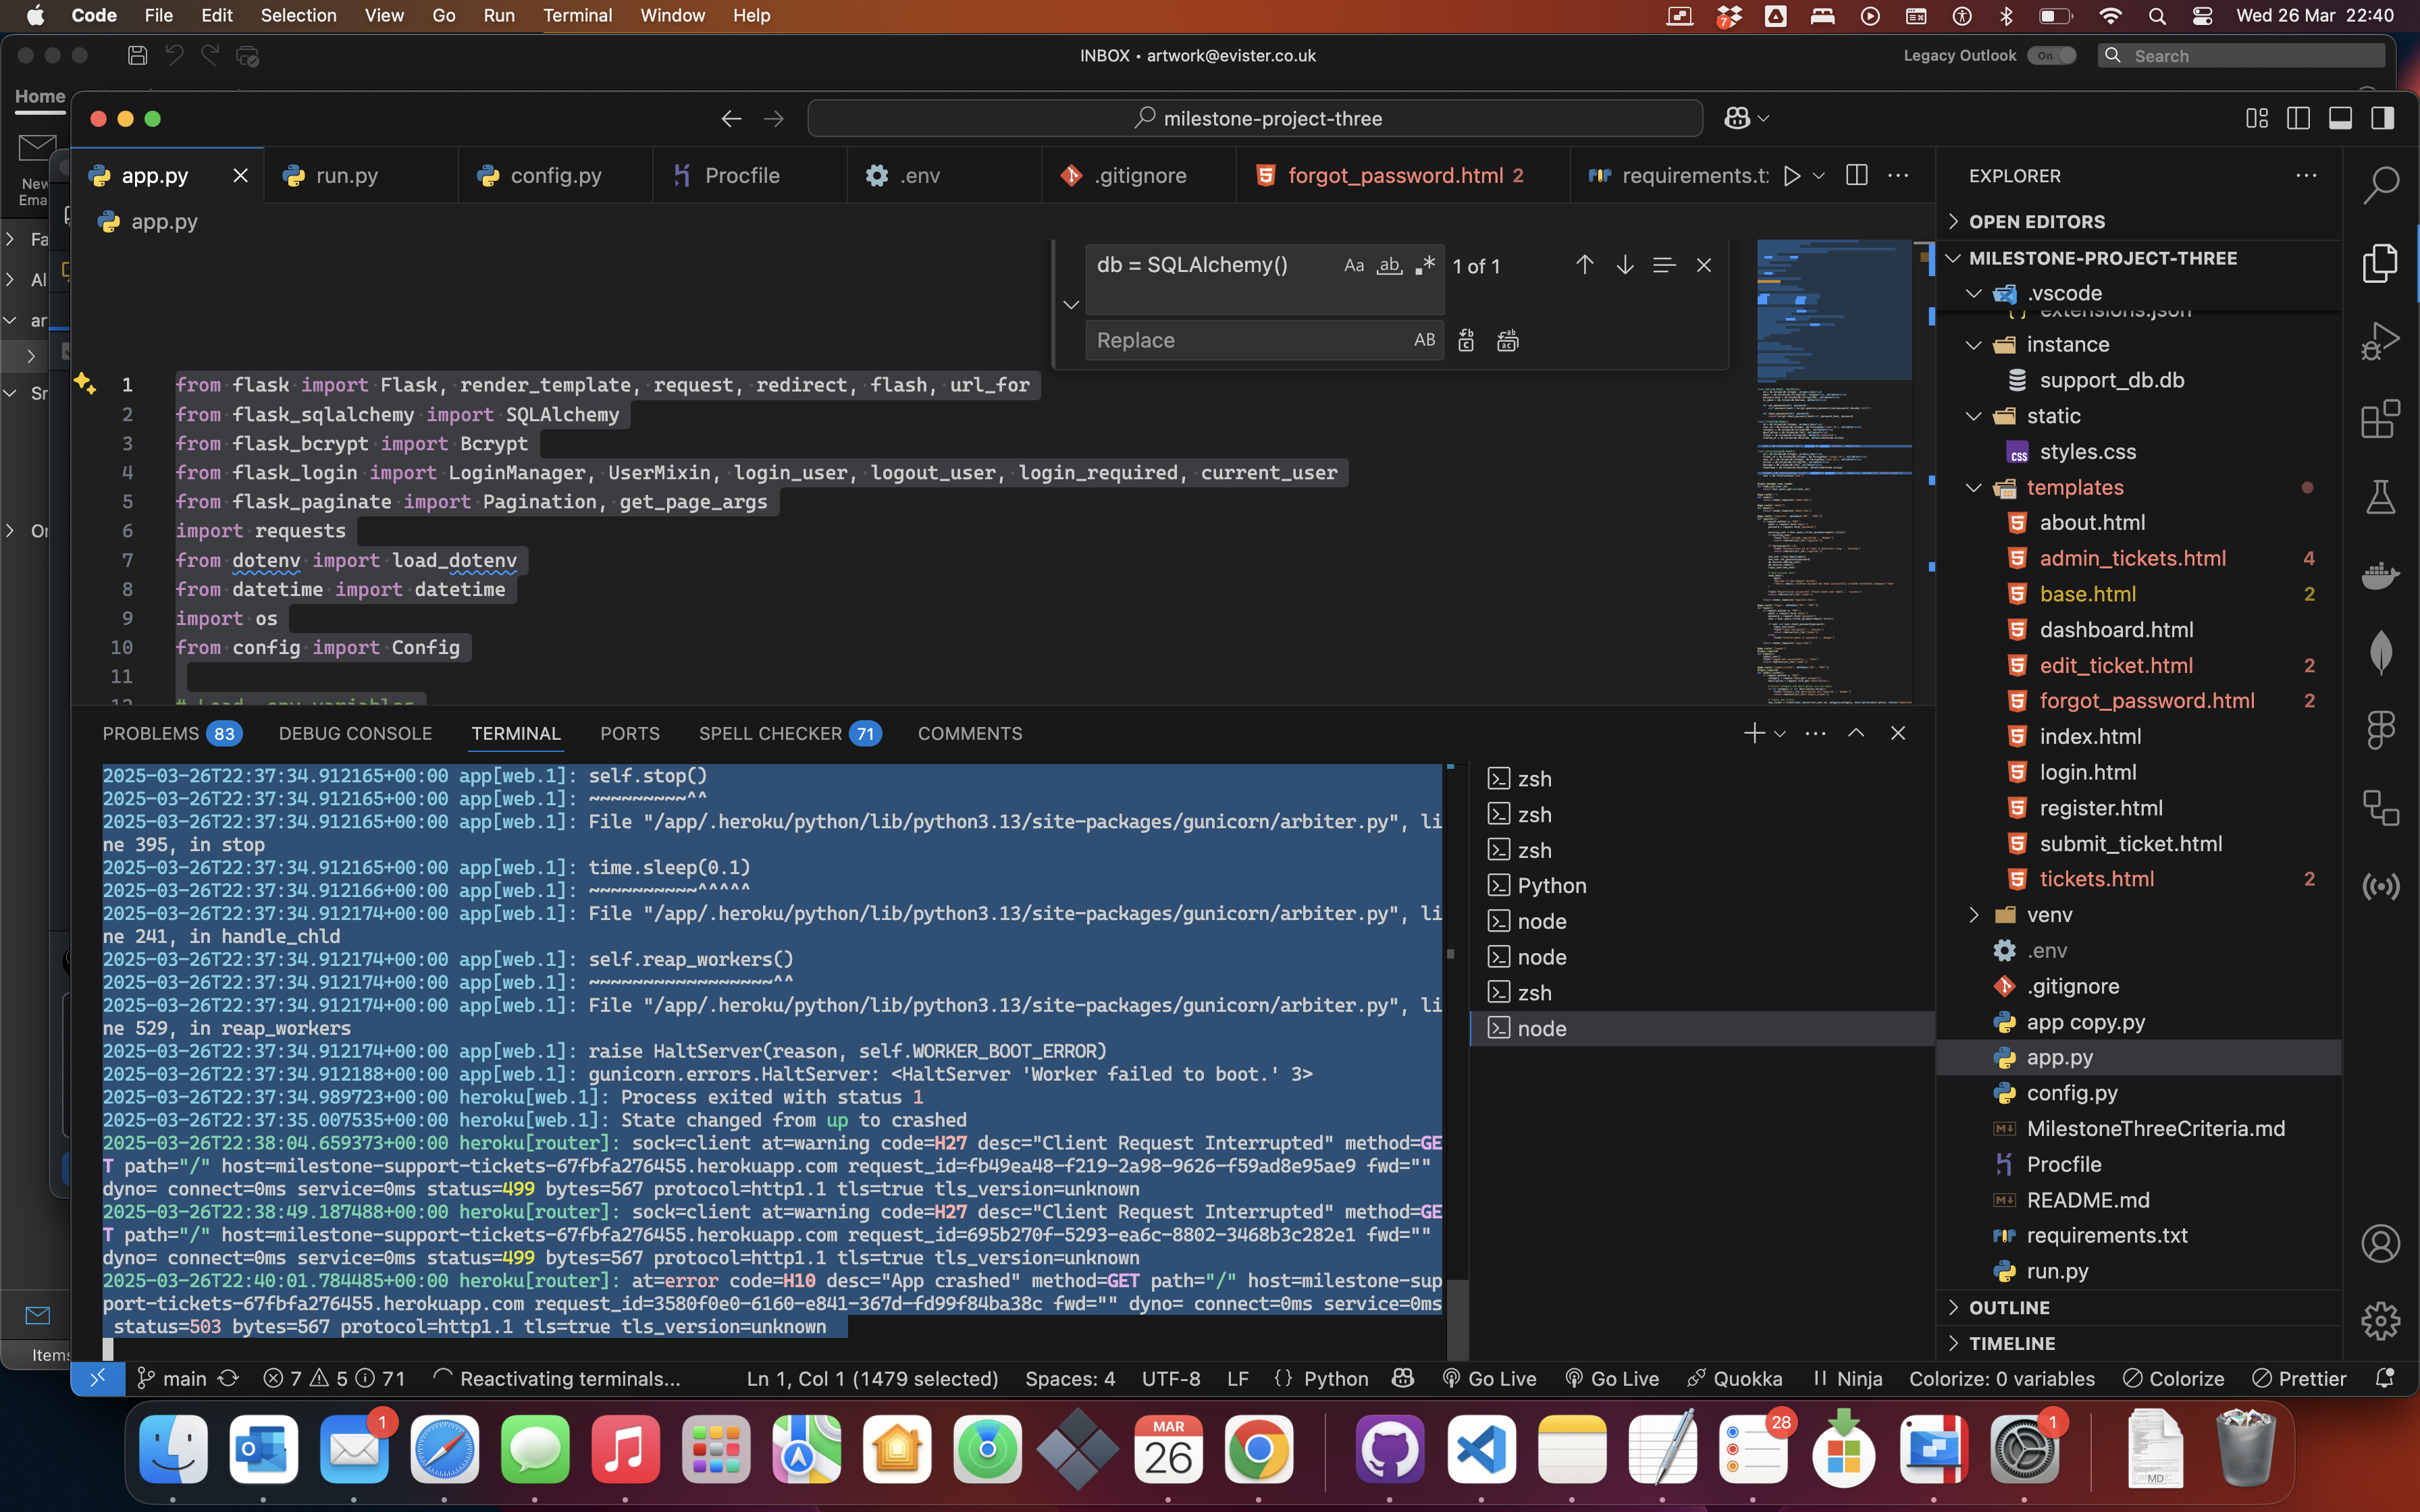 Code File Edit Selection View Go Run Terminal Window Help
7
Wed 26 Mar 22:40
INBOX • artwork@evister.co.uk
Legacy Outlook On
Search
Home
New
Ema
Fa
Al
ar
Sr
Or
Items
milestone-project-three
app.py
run.py
config.py
Procfile
.env
.gitignore
forgot_password.html 2
requirements.tx
app.py
db = SQLAlchemy()
Aa ab
1 of 1
Replace
AB
1 from flask import Flask, render_template, request, redirect, flash, url_for
2 from flask_sqlalchemy import SQLAlchemy
3 from flask_bcrypt import Bcrypt
4 from flask_login import LoginManager, UserMixin, login_user, logout_user, login_required, current_user
5 from flask_paginate import Pagination, get_page_args
6 import requests
7 from dotenv import load_dotenv
8 from datetime import datetime
9 import os
10 from config import Config
11
12 # Load .env variables
PROBLEMS 83 DEBUG CONSOLE TERMINAL PORTS SPELL CHECKER 71 COMMENTS
2025-03-26T22:37:34.912165+00:00 app[web.1]: self.stop()
2025-03-26T22:37:34.912165+00:00 app[web.1]: ~~~~~~~~~^^
2025-03-26T22:37:34.912165+00:00 app[web.1]: File "/app/.heroku/python/lib/python3.13/site-packages/gunicorn/arbiter.py", li
ne 395, in stop
2025-03-26T22:37:34.912165+00:00 app[web.1]: time.sleep(0.1)
2025-03-26T22:37:34.912166+00:00 app[web.1]: ~~~~~~~~~~^^^^^
2025-03-26T22:37:34.912174+00:00 app[web.1]: File "/app/.heroku/python/lib/python3.13/site-packages/gunicorn/arbiter.py", li
ne 241, in handle_chld
2025-03-26T22:37:34.912174+00:00 app[web.1]: self.reap_workers()
2025-03-26T22:37:34.912174+00:00 app[web.1]: ~~~~~~~~~~~~~~~~~^^
2025-03-26T22:37:34.912174+00:00 app[web.1]: File "/app/.heroku/python/lib/python3.13/site-packages/gunicorn/arbiter.py", li
ne 529, in reap_workers
2025-03-26T22:37:34.912174+00:00 app[web.1]: raise HaltServer(reason, self.WORKER_BOOT_ERROR)
2025-03-26T22:37:34.912188+00:00 app[web.1]: gunicorn.errors.HaltServer: <HaltServer 'Worker failed to boot.' 3>
2025-03-26T22:37:34.989723+00:00 heroku[web.1]: Process exited with status 1
2025-03-26T22:37:35.007535+00:00 heroku[web.1]: State changed from up to crashed
2025-03-26T22:38:04.659373+00:00 heroku[router]: sock=client at=warning code=H27 desc="Client Request Interrupted" method=GE
T path="/" host=milestone-support-tickets-67fbfa276455.herokuapp.com request_id=fb49ea48-f219-2a98-9626-f59ad8e95ae9 fwd=""
dyno= connect=0ms service=0ms status=499 bytes=567 protocol=http1.1 tls=true tls_version=unknown
2025-03-26T22:38:49.187488+00:00 heroku[router]: sock=client at=warning code=H27 desc="Client Request Interrupted" method=GE
T path="/" host=milestone-support-tickets-67fbfa276455.herokuapp.com request_id=695b270f-5293-ea6c-8802-3468b3c282e1 fwd=""
dyno= connect=0ms service=0ms status=499 bytes=567 protocol=http1.1 tls=true tls_version=unknown
2025-03-26T22:40:01.784485+00:00 heroku[router]: at=error code=H10 desc="App crashed" method=GET path="/" host=milestone-sup
port-tickets-67fbfa276455.herokuapp.com request_id=3580f0e0-6160-e841-367d-fd99f84ba38c fwd="" dyno= connect=0ms service=0ms
status=503 bytes=567 protocol=http1.1 tls=true tls_version=unknown
zsh
zsh
zsh
Python
node
node
zsh
node
EXPLORER
OPEN EDITORS
MILESTONE-PROJECT-THREE
.vscode
extensions.json
instance
support_db.db
static
styles.css
templates
about.html
admin_tickets.html 4
base.html 2
dashboard.html
edit_ticket.html 2
forgot_password.html 2
index.html
login.html
register.html
submit_ticket.html
tickets.html 2
venv
.env
.gitignore
app copy.py
app.py
config.py
MilestoneThreeCriteria.md
Procfile
README.md
requirements.txt
run.py
OUTLINE
TIMELINE
main 7 5 71 Reactivating terminals... Ln 1, Col 1 (1479 selected) Spaces: 4 UTF-8 LF {} Python Go Live Go Live Quokka Ninja Colorize: 0 variables Colorize Prettier
1
MAR
26
28
1
MD